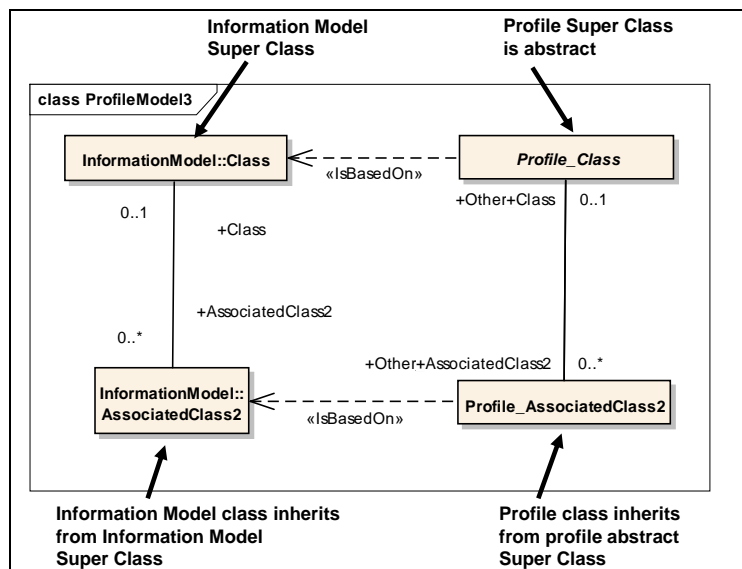 Information Model
Super Class
Profile Super Class
is abstract
class ProfileModel3
InformationModel::Class
Profile_Class
«IsBasedOn»
0..1
+Class
+Other+Class
0..1
+AssociatedClass2
0..*
+Other+AssociatedClass2
0..*
InformationModel::
AssociatedClass2
Profile_AssociatedClass2
«IsBasedOn»
Information Model class inherits
from Information Model
Super Class
Profile class inherits
from profile abstract
Super Class